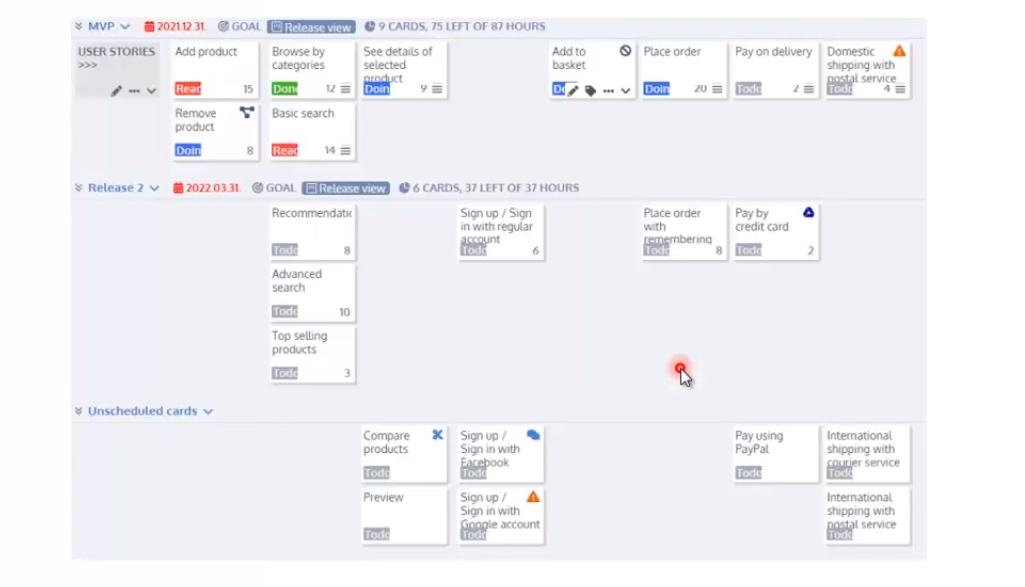 MVP 2021.12.31. GOAL Release view 9 CARDS, 75 LEFT OF 87 HOURS
USER STORIES
>>>
Add product
Read 15
Browse by
categories
Done 12
See details of
selected
product
Doin 9
Add to
basket
Place order
Doin 20
Pay on delivery
Todo 2
Domestic
shipping with
postal service
Todo 4
Remove
product
Doin 8
Basic search
Read 14
Release 2 2022.03.31. GOAL Release view 6 CARDS, 37 LEFT OF 37 HOURS
Recommendatic
Todo 8
Sign up / Sign
in with regular
account
Todo 6
Place order
with
remembering
Todo 8
Pay by
credit card
Todo 2
Advanced
search
Todo 10
Top selling
products
Todo 3
Unscheduled cards
Compare
products
Todo
Sign up /
Sign in with
Facebook
Todo
Pay using
PayPal
Todo
International
shipping with
courier service
Todo
Preview
Todo
Sign up /
Sign in with
Google account
Todo
International
shipping with
postal service
Todo